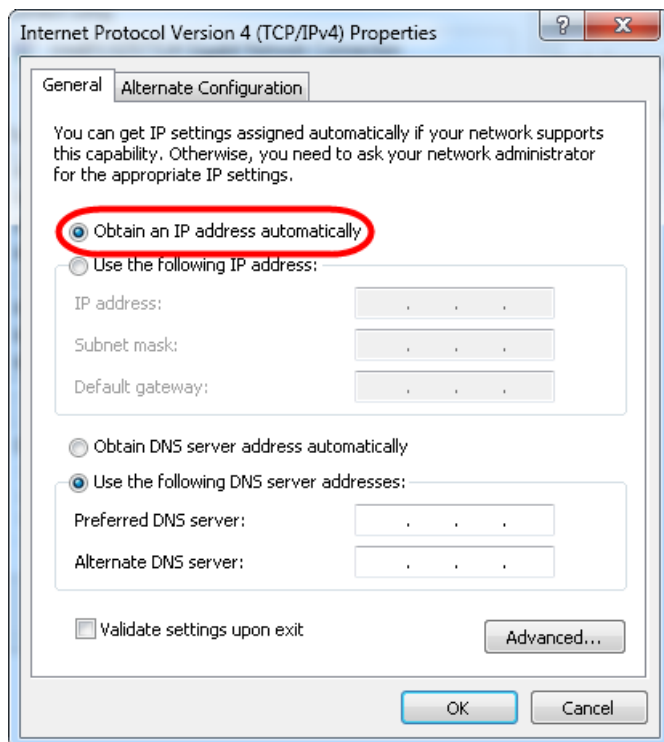 Internet Protocol Version 4 (TCP/IPv4) Properties
?
General
Alternate Configuration
You can get IP settings assigned automatically if your network supports
this capability. Otherwise, you need to ask your network administrator
for the appropriate IP settings.
Obtain an IP address automatically
Use the following IP address:
IP address:
. . .
Subnet mask:
. . .
Default gateway:
. . .
Obtain DNS server address automatically
Use the following DNS server addresses:
Preferred DNS server:
. . .
Alternate DNS server:
. . .
Validate settings upon exit
Advanced...
OK
Cancel